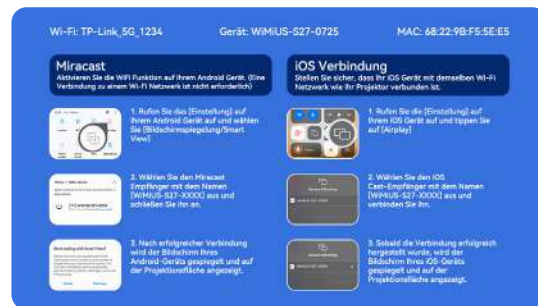 Wi-Fi: TP-Link_5G_1234
Gerät: WiMiUS-S27-0725
MAC: 68:22:9B:F5:5E:E5
Miracast
Aktivieren Sie die WiFi Funktion auf Ihrem Android Gerät. (Eine
Verbindung zu einem Wi-Fi Netzwerk ist nicht erforderlich)
1. Rufen Sie das [Einstellung] auf
Ihrem Android Gerät auf und wählen
Sie [Bildschirmspiegelung/Smart
View]
2. Wählen Sie den Miracast
Empfänger mit dem Namen
[WiMiUS-S27-XXXX] aus und
schließen Sie ihn an.
3. Nach erfolgreicher Verbindung
wird der Bildschirm Ihres
Android-Geräts gespiegelt und auf
der Projektionsfläche angezeigt.
iOS Verbindung
Stellen Sie sicher, dass Ihr iOS Gerät mit demselben Wi-Fi
Netzwerk wie Ihr Projektor verbunden ist.
1. Rufen Sie die [Einstellung] auf
Ihrem iOS Gerät auf und tippen Sie
auf [Airplay]
2. Wählen Sie den iOS
Cast-Empfänger mit dem Namen
[WiMiUS-S27-XXXX] aus und
verbinden Sie ihn.
3. Sobald die Verbindung erfolgreich
hergestellt wurde, wird der
Bildschirm Ihres iOS-Geräts
gespiegelt und auf der
Projektionsfläche angezeigt.